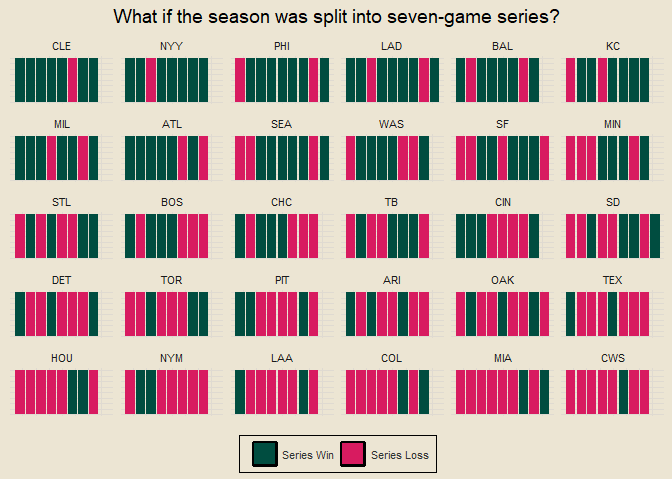 What if the season was split into seven-game series?
CLE NYY PHI LAD BAL KC
MIL ATL SEA WAS SF MIN
STL BOS CHC TB CIN SD
DET TOR PIT ARI OAK TEX
HOU NYM LAA COL MIA CWS
Series Win Series Loss